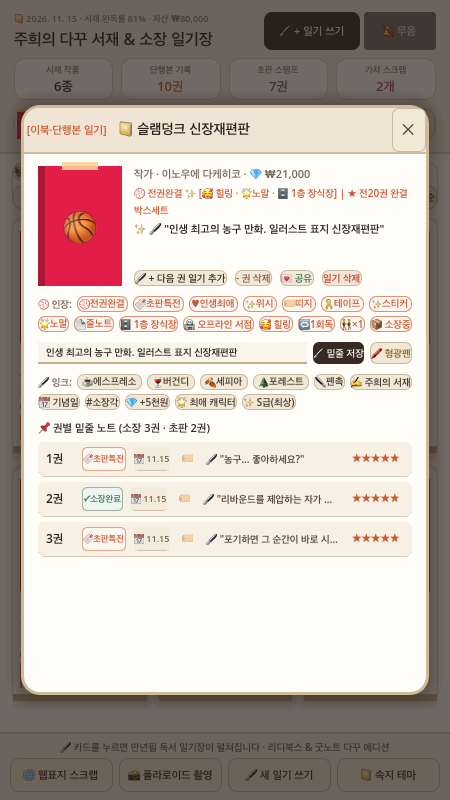 2026. 11. 15 · 서재 완독률 81% · 자산 ₩80,000
주희의 다꾸 서재 & 소장 일기장
+ 일기 쓰기
무음
서재 작품
6종
단행본 기록
10권
초판 스탬프
7권
가챠 스크랩
2개
[이북·단행본 일기] 슬램덩크 신장재편판
×
작가 · 이노우에 다케히코 · ₩21,000
전권완결 [힐링 · 노말 · 1층 장식장] | ★ 전20권 완결 박스세트
"인생 최고의 농구 만화. 일러스트 표지 신장재편판"
+ 다음 권 일기 추가
- 권 삭제
공유
일기 삭제
인장: 전권완결 초판특전 ♥인생최애 위시 띠지 테이프 스티커
노말 줄노트 1층 장식장 오프라인 서점 힐링 1회독 ×1 소장중
인생 최고의 농구 만화. 일러스트 표지 신장재편판
밑줄 저장
형광펜
잉크: 에스프레소 버건디 세피아 포레스트 펜촉 주희의 서재
기념일 #소장각 +5천원 최애 캐릭터 S급(최상)
권별 밑줄 노트 (소장 3권 · 초판 2권)
1권 초판특전 11.15 "농구... 좋아하세요?" ★★★★★
2권 ✓소장완료 11.15 "리바운드를 제압하는 자가 ... ★★★★★
3권 초판특전 11.15 "포기하면 그 순간이 바로 시... ★★★★★
카드를 누르면 만년필 독서 일기장이 펼쳐집니다 · 리디북스 & 굿노트 다꾸 에디션
웹표지 스크랩
폴라로이드 촬영
새 일기 쓰기
속지 테마